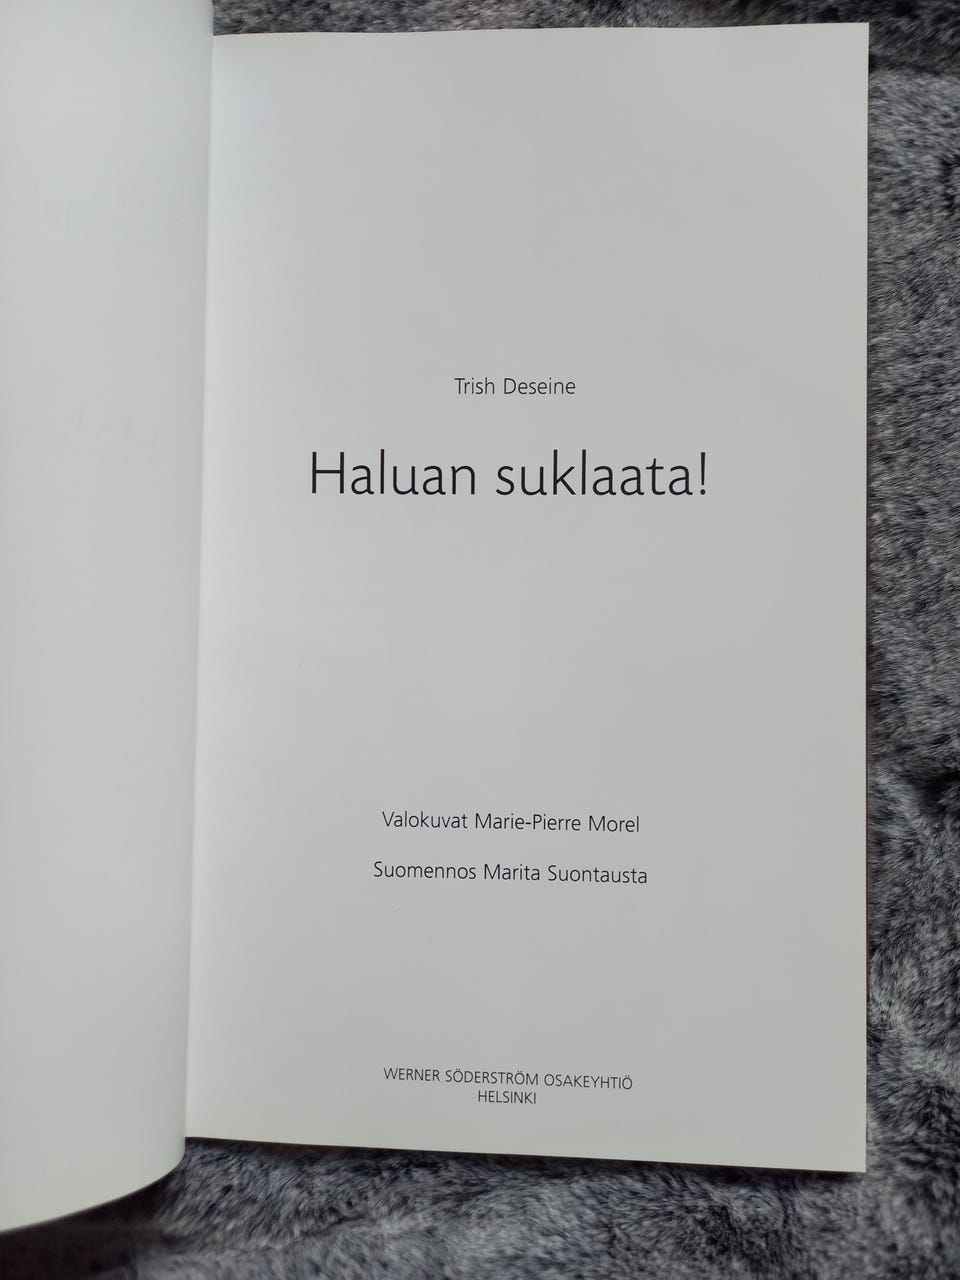 Trish Deseine
Haluan suklaata!
Valokuvat Marie-Pierre Morel
Suomennos Marita Suontausta
WERNER SÖDERSTRÖM OSAKEYHTIÖ
HELSINKI